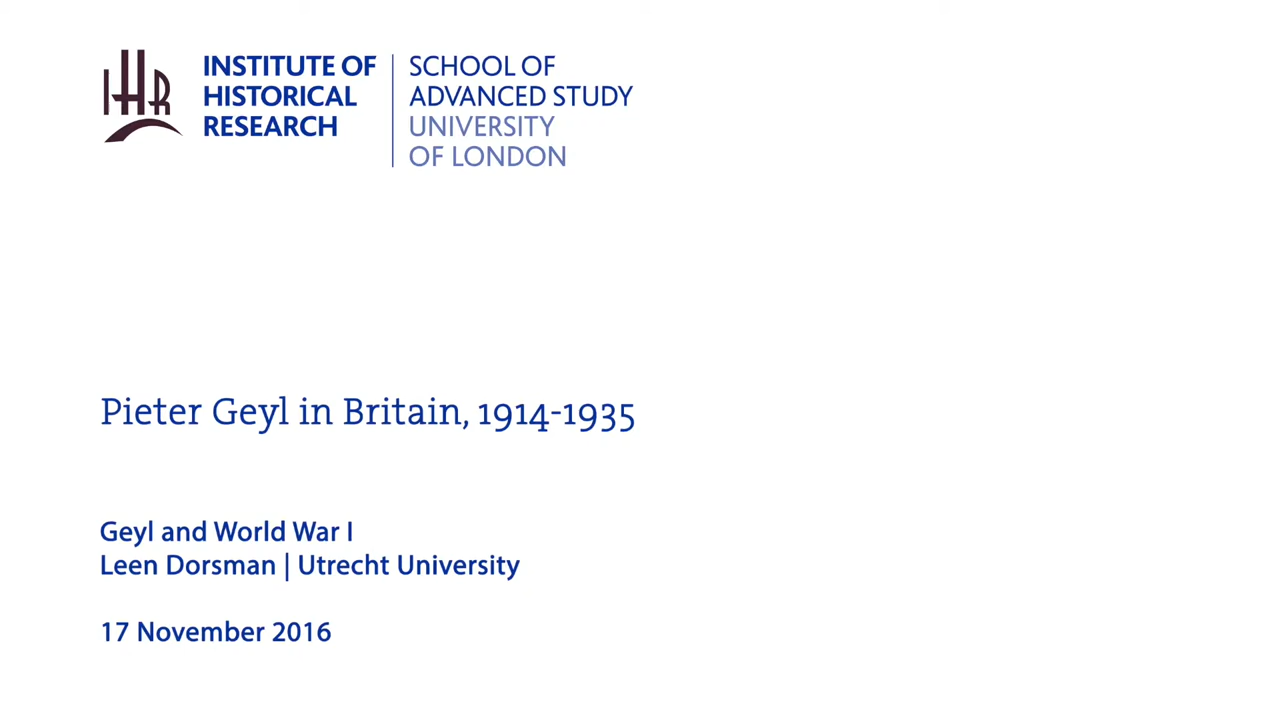 IHR
INSTITUTE OF
HISTORICAL
RESEARCH
SCHOOL OF
ADVANCED STUDY
UNIVERSITY
OF LONDON
Pieter Geyl in Britain, 1914-1935
Geyl and World War I
Leen Dorsman | Utrecht University
17 November 2016